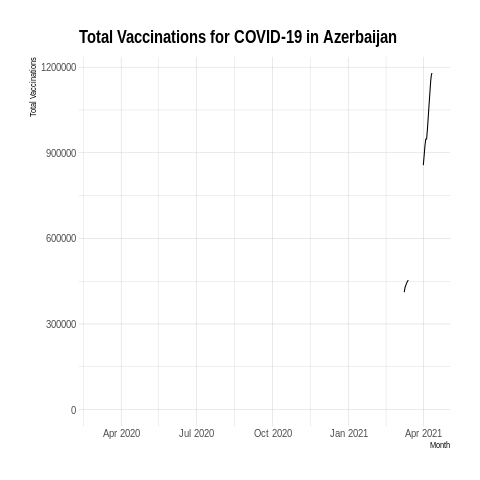 Total Vaccinations for COVID-19 in Azerbaijan
Total Vaccinations
1200000
900000
600000
300000
0
Apr 2020 Jul 2020 Oct 2020 Jan 2021 Apr 2021
Month